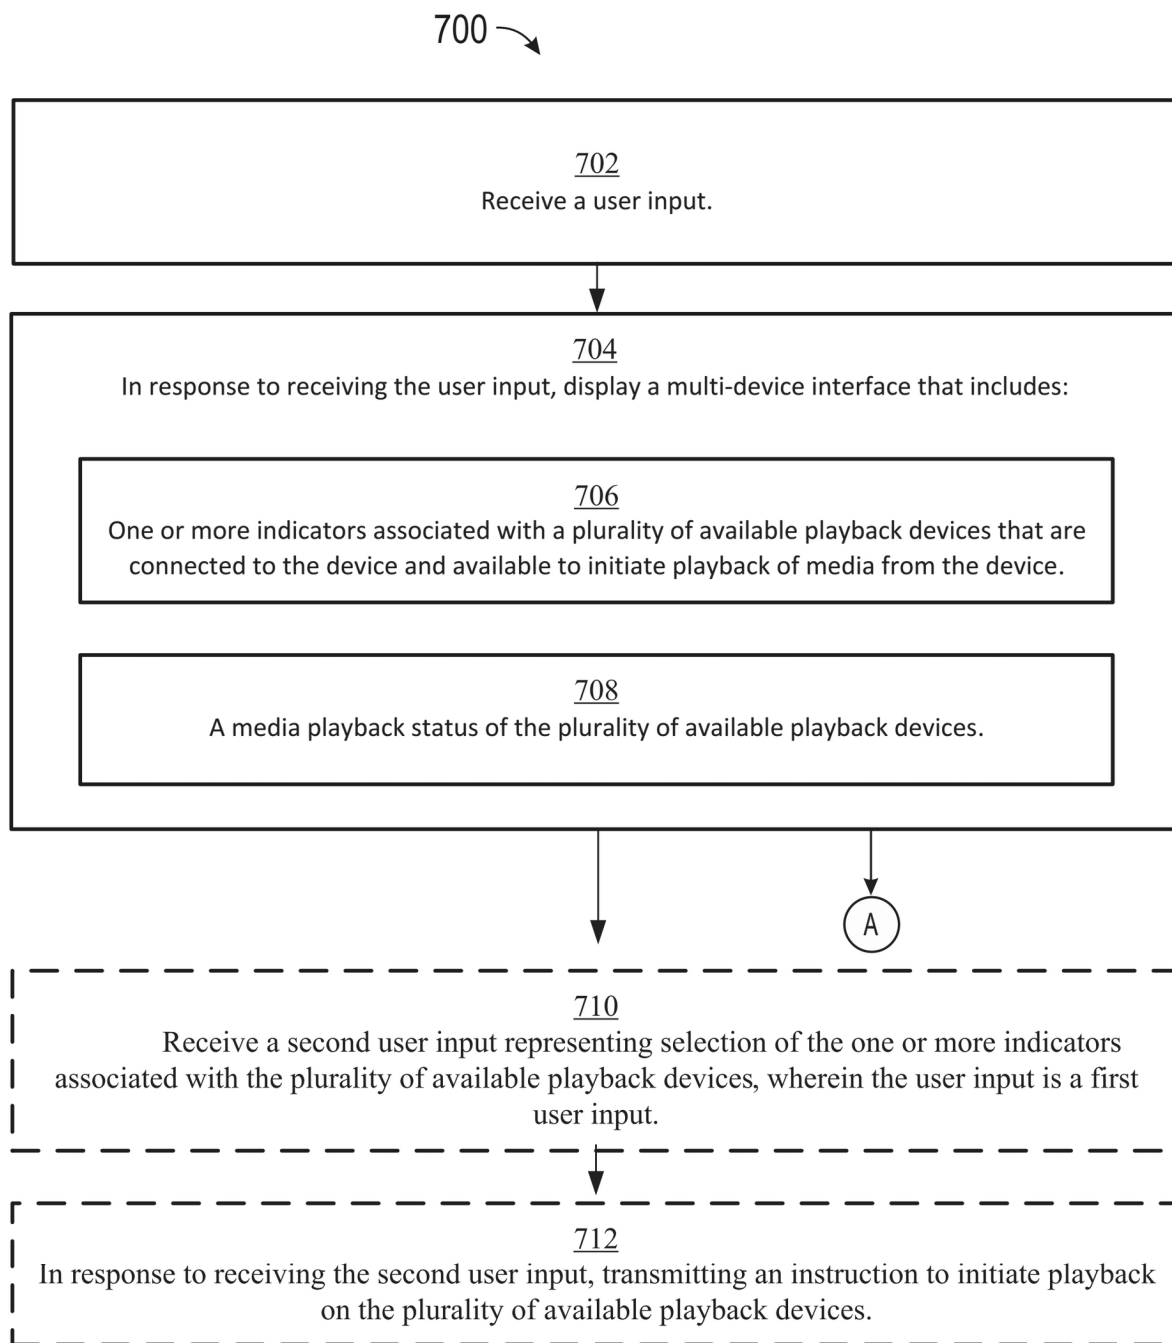 700
702
Receive a user input.
704
In response to receiving the user input, display a multi-device interface that includes:
706
One or more indicators associated with a plurality of available playback devices that are
connected to the device and available to initiate playback of media from the device.
708
A media playback status of the plurality of available playback devices.
A
710
Receive a second user input representing selection of the one or more indicators
associated with the plurality of available playback devices, wherein the user input is a first
user input.
712
In response to receiving the second user input, transmitting an instruction to initiate playback
on the plurality of available playback devices.